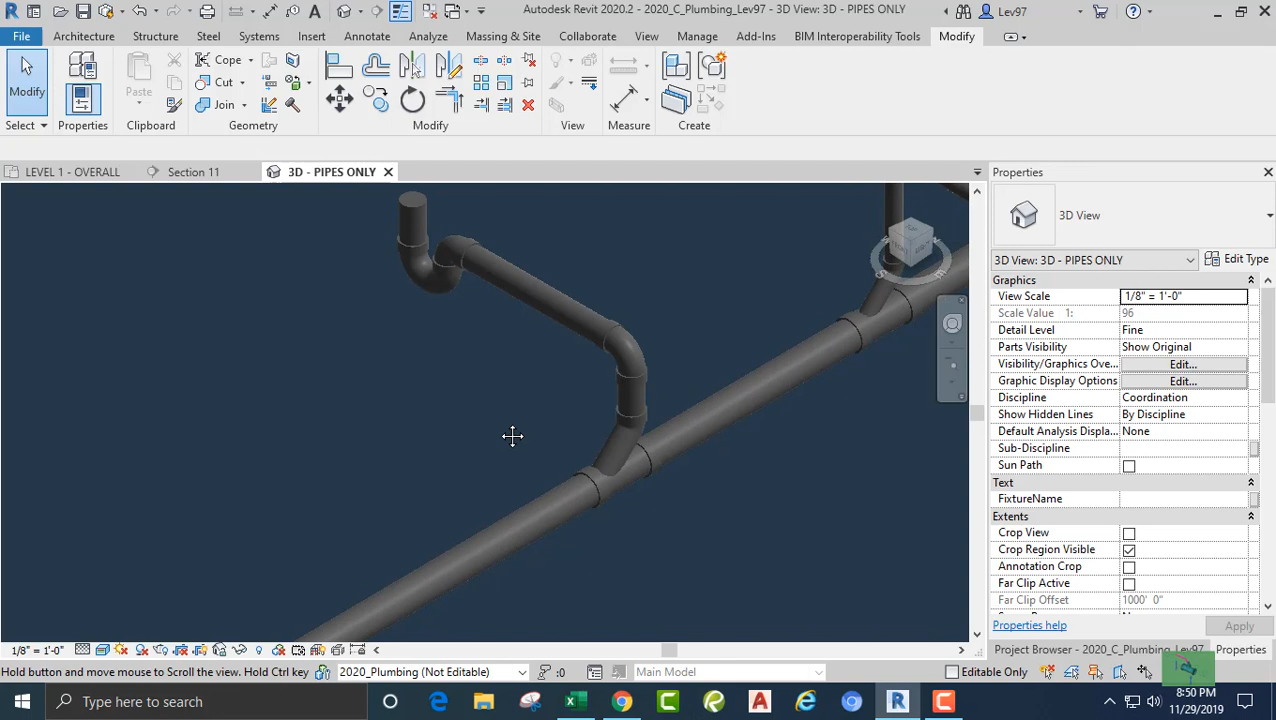 Autodesk Revit 2020.2 - 2020_C_Plumbing_Lev97 - 3D View: 3D - PIPES ONLY
Lev97
File Architecture Structure Steel Systems Insert Annotate Analyze Massing & Site Collaborate View Manage Add-Ins BIM Interoperability Tools Modify
Modify Paste Cope Cut Join
Properties
Select Properties Clipboard Geometry Modify View Measure Create
LEVEL 1 - OVERALL Section 11 3D - PIPES ONLY
Properties
3D View
3D View: 3D - PIPES ONLY Edit Type
Graphics
View Scale 1/8" = 1'-0"
Scale Value 1: 96
Detail Level Fine
Parts Visibility Show Original
Visibility/Graphics Ove... Edit...
Graphic Display Options Edit...
Discipline Coordination
Show Hidden Lines By Discipline
Default Analysis Displa... None
Sub-Discipline
Sun Path
Text
FixtureName
Extents
Crop View
Crop Region Visible
Annotation Crop
Far Clip Active
Far Clip Offset 1000' 0"
Properties help Apply
1/8" = 1'-0"
Project Browser - 2020_C_Plumbing_Lev97 Properties
Hold button and move mouse to Scroll the view. Hold Ctrl key
2020_Plumbing (Not Editable) :0 Main Model Editable Only
Type here to search
8:50 PM
11/29/2019